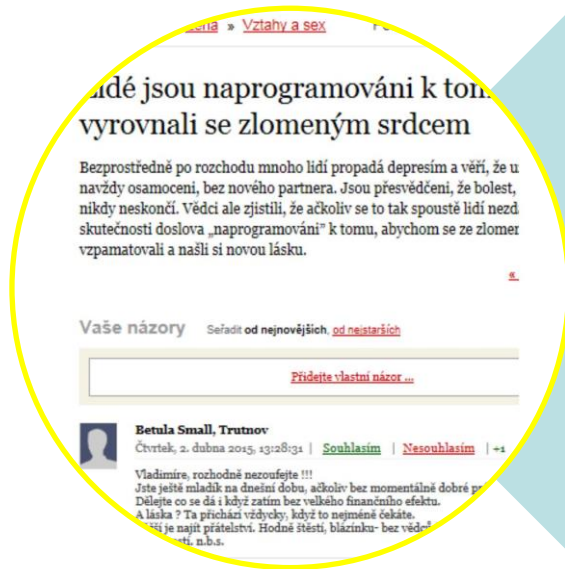 » Vztahy a sex
Lidé jsou naprogramováni k tom
vyrovnali se zlomeným srdcem
Bezprostředně po rozchodu mnoho lidí propadá depresím a věří, že u
navždy osamoceni, bez nového partnera. Jsou přesvědčeni, že bolest,
nikdy neskončí. Vědci ale zjistili, že ačkoliv se to tak spoustě lidí nezd
skutečnosti doslova „naprogramováni" k tomu, abychom se ze zlomen
vzpamatovali a našli si novou lásku.
«
Vaše názory Seřadit od nejnovějších, od nejstarších
Přidejte vlastní názor ...
Betula Small, Trutnov
Čtvrtek, 2. dubna 2015, 13:28:31 | Souhlasím | Nesouhlasím | +1
Vladimíre, rozhodně nezoufejte !!!
Jste ještě mladík na dnešní dobu, ačkoliv bez momentálně dobré
Dělejte co se dá i když zatím bez velkého finančního efektu.
A láska ? Ta přichází vždycky, když to nejméně čekáte.
je najít přátelství. Hodně štěstí, blázínku- bez vědců
n.b.s.